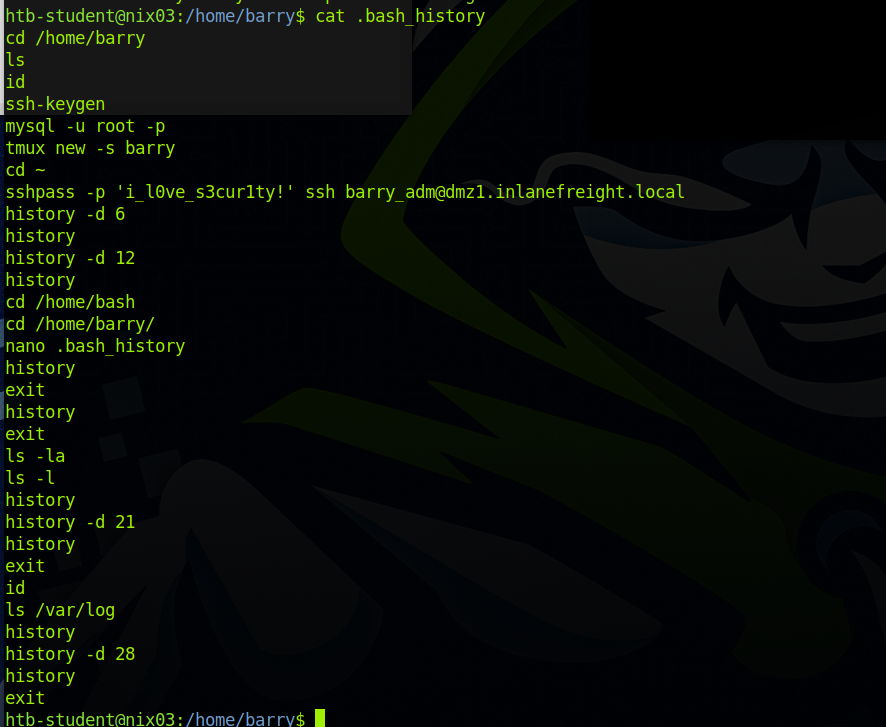 htb-student@nix03:/home/barry$ cat .bash_history
cd /home/barry
ls
id
ssh-keygen
mysql -u root -p
tmux new -s barry
cd ~
sshpass -p 'i_l0ve_s3cur1ty!' ssh barry_adm@dmz1.inlanefreight.local
history -d 6
history
history -d 12
history
cd /home/bash
cd /home/barry/
nano .bash_history
history
exit
history
exit
ls -la
ls -l
history
history -d 21
history
exit
id
ls /var/log
history
history -d 28
history
exit
htb-student@nix03:/home/barry$